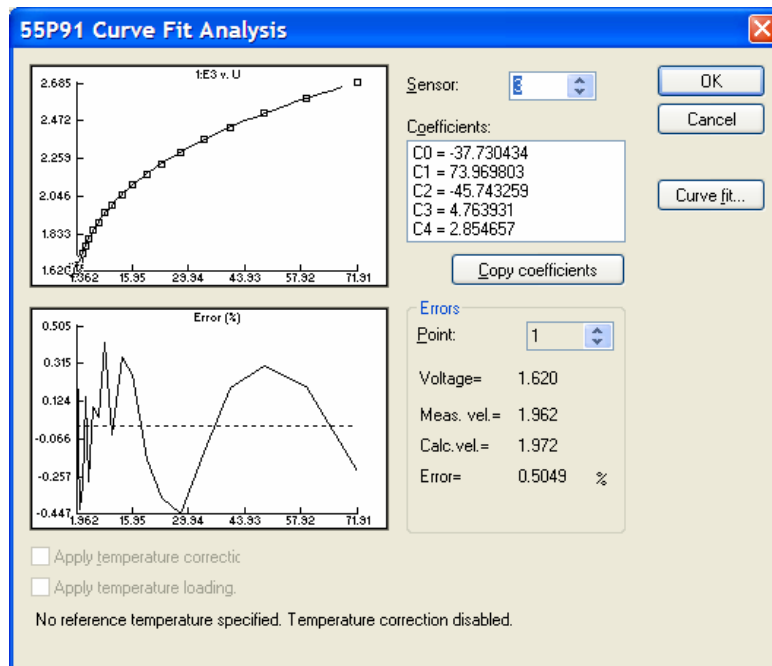 55P91 Curve Fit Analysis
1:E3 v. U
2.685
2.472
2.259
2.046
1.833
1.620
1.962
15.95
29.94
43.93
57.92
71.91
Error (%)
0.505
0.315
0.124
-0.066
-0.257
-0.447
1.962
15.95
29.94
43.93
57.92
71.91
Apply temperature correctic
Apply temperature loading.
No reference temperature specified. Temperature correction disabled.
Sensor:
3
Coefficients:
C0 = -37.730434
C1 = 73.969803
C2 = -45.743259
C3 = 4.763931
C4 = 2.854657
Copy coefficients
Errors
Point:
1
Voltage= 1.620
Meas. vel.= 1.962
Calc.vel.= 1.972
Error= 0.5049 %
OK
Cancel
Curve fit...